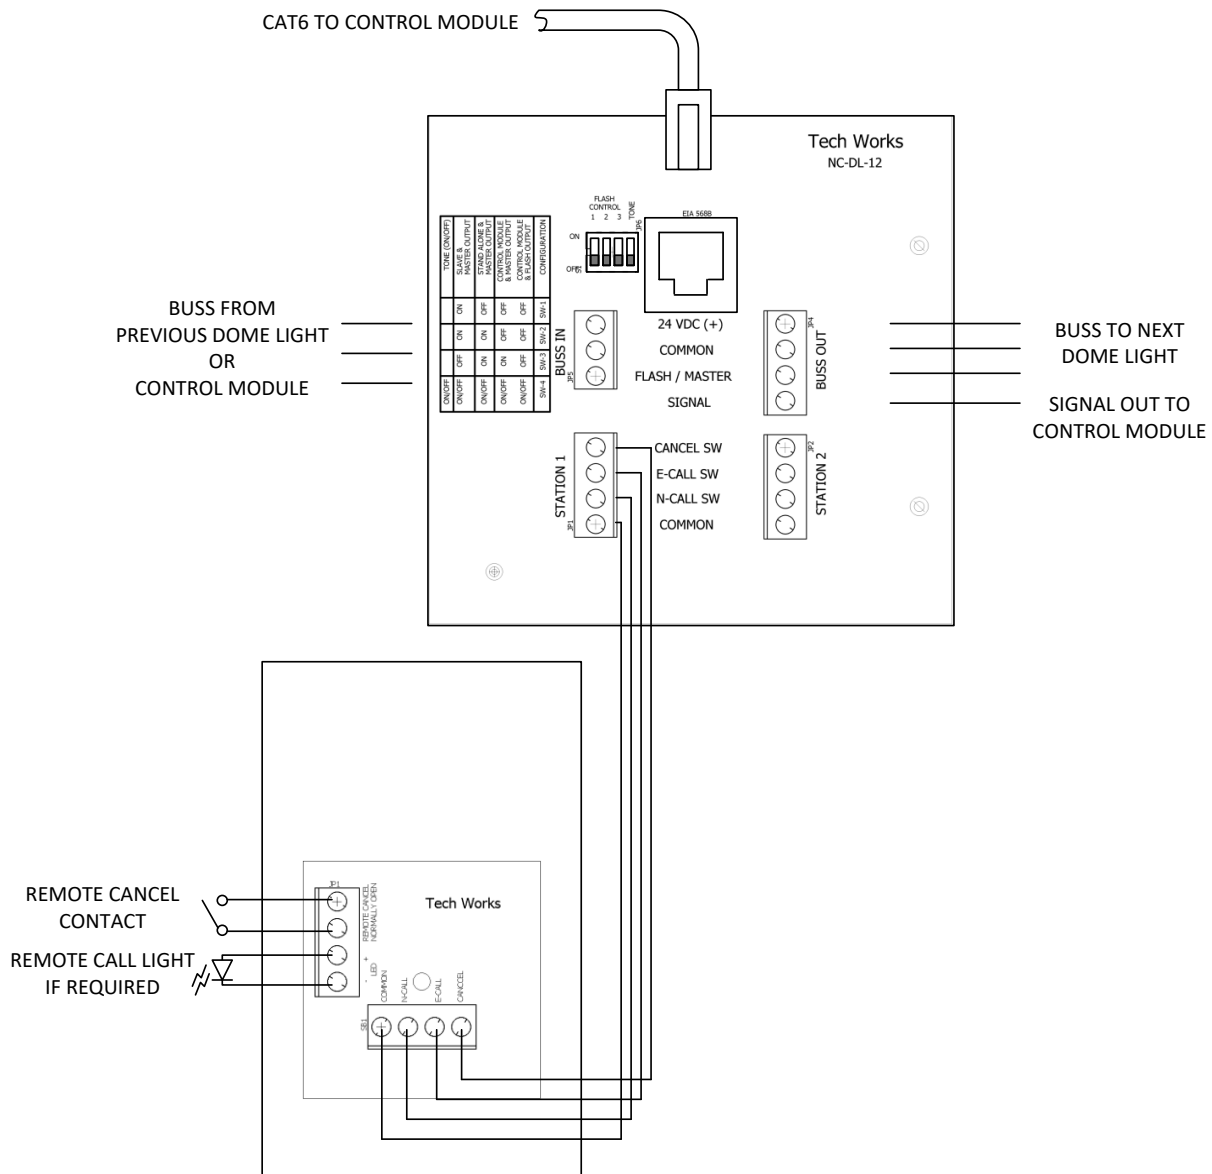 CAT6 TO CONTROL MODULE
Tech Works
NC-DL-12
FLASH
CONTROL
1 2 3
TONE
JP6
ON
OFF
S1
EIA 568B
CONFIGURATION SW-1 SW-2 SW-3 SW-4
CONTROL MODULE
& FLASH OUTPUT
OFF OFF OFF ON/OFF
CONTROL MODULE
& MASTER OUTPUT
OFF OFF ON ON/OFF
STAND ALONE &
MASTER OUTPUT
OFF ON ON ON/OFF
SLAVE &
MASTER OUTPUT
ON ON OFF ON/OFF
TONE (ON/OFF) ON/OFF
BUSS FROM
PREVIOUS DOME LIGHT
OR
CONTROL MODULE
BUSS IN
JP5
24 VDC (+)
COMMON
FLASH / MASTER
SIGNAL
JP4
BUSS OUT
BUSS TO NEXT
DOME LIGHT
SIGNAL OUT TO
CONTROL MODULE
STATION 1
JP1
CANCEL SW
E-CALL SW
N-CALL SW
COMMON
JP2
STATION 2
REMOTE CANCEL
CONTACT
REMOTE CALL LIGHT
IF REQUIRED
JP1
REMOTE CANCEL
NORMALLY OPEN
+
LED
-
Tech Works
COMMON
N-CALL
E-CALL
CANCCEL
SB1